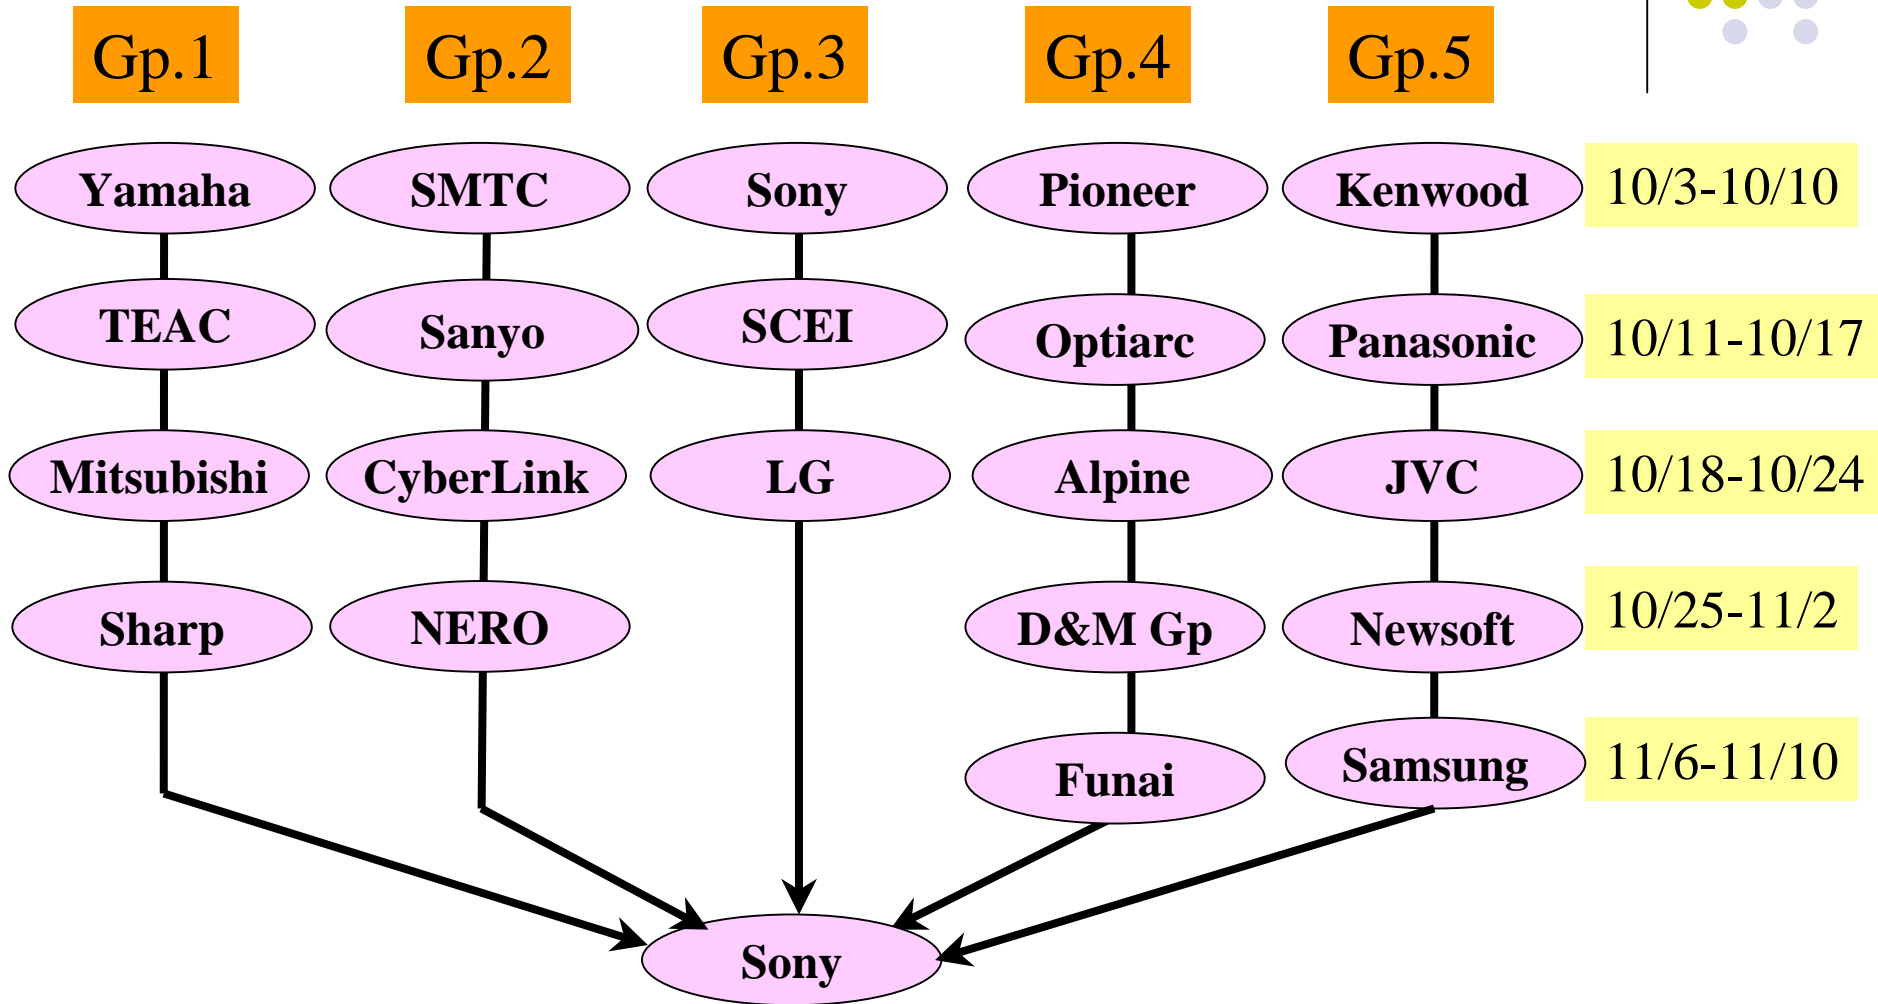 Gp.1 Gp.2 Gp.3 Gp.4 Gp.5
Yamaha SMTC Sony Pioneer Kenwood 10/3-10/10
TEAC Sanyo SCEI Optiarc Panasonic 10/11-10/17
Mitsubishi CyberLink LG Alpine JVC 10/18-10/24
Sharp NERO D&M Gp Newsoft 10/25-11/2
Funai Samsung 11/6-11/10
Sony